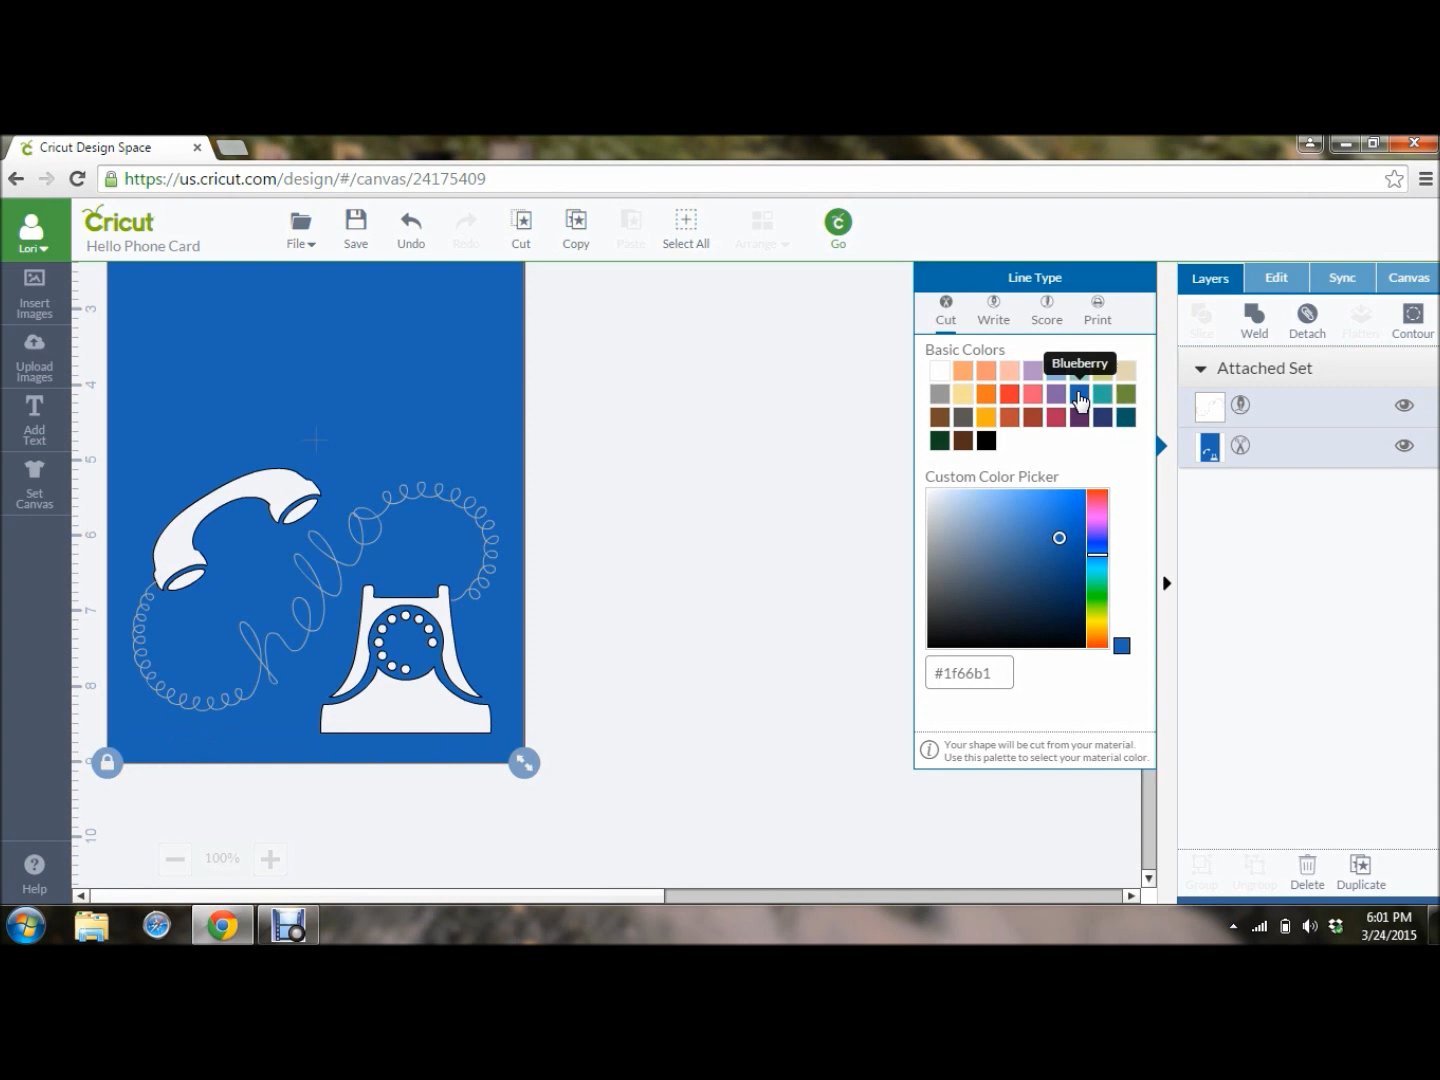 Cricut Design Space
https://us.cricut.com/design/#/canvas/24175409
Lori
Cricut
Hello Phone Card
File
Save
Undo
Redo
Cut
Copy
Paste
Select All
Arrange
Go
Insert
Images
Upload
Images
Add
Text
Set
Canvas
Help
3
4
5
6
7
8
9
10
hello
100%
Line Type
Cut
Write
Score
Print
Basic Colors
Blueberry
Custom Color Picker
#1f66b1
Your shape will be cut from your material.
Use this palette to select your material color.
Layers
Edit
Sync
Canvas
Slice
Weld
Detach
Flatten
Contour
Attached Set
Group
Ungroup
Delete
Duplicate
6:01 PM
3/24/2015